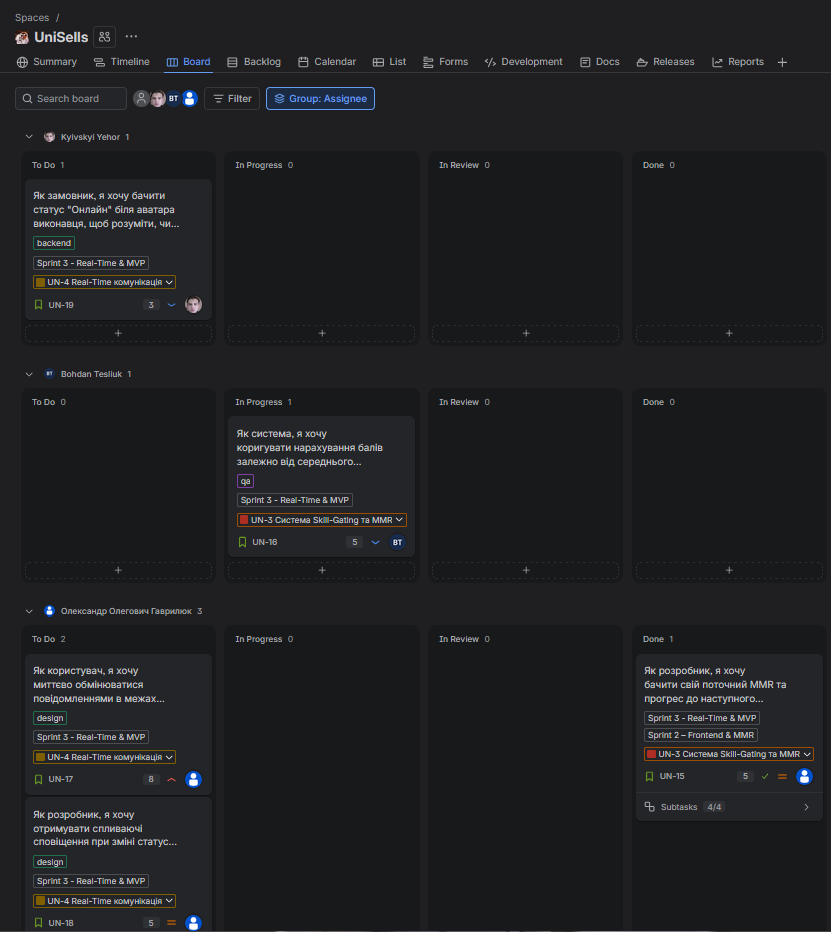 Spaces /
UniSells
Summary Timeline Board Backlog Calendar List Forms Development Docs Releases Reports
Search board BT Filter Group: Assignee
Kyivskyi Yehor 1
To Do 1 In Progress 0 In Review 0 Done 0
Як замовник, я хочу бачити
статус "Онлайн" біля аватара
виконавця, щоб розуміти, чи...
backend
Sprint 3 - Real-Time & MVP
UN-4 Real-Time комунікація
UN-19 3
BT Bohdan Tesliuk 1
To Do 0 In Progress 1 In Review 0 Done 0
Як система, я хочу
коригувати нарахування балів
залежно від середнього...
qa
Sprint 3 - Real-Time & MVP
UN-3 Система Skill-Gating та MMR
UN-16 5 BT
Олександр Олегович Гаврилюк 3
To Do 2 In Progress 0 In Review 0 Done 1
Як користувач, я хочу
миттєво обмінюватися
повідомленнями в межах...
design
Sprint 3 - Real-Time & MVP
UN-4 Real-Time комунікація
UN-17 8
Як розробник, я хочу
отримувати спливаючі
сповіщення при зміні статус...
design
Sprint 3 - Real-Time & MVP
UN-4 Real-Time комунікація
UN-18 5
Як розробник, я хочу
бачити свій поточний MMR та
прогрес до наступного...
Sprint 3 - Real-Time & MVP
Sprint 2 – Frontend & MMR
UN-3 Система Skill-Gating та MMR
UN-15 5
Subtasks 4/4